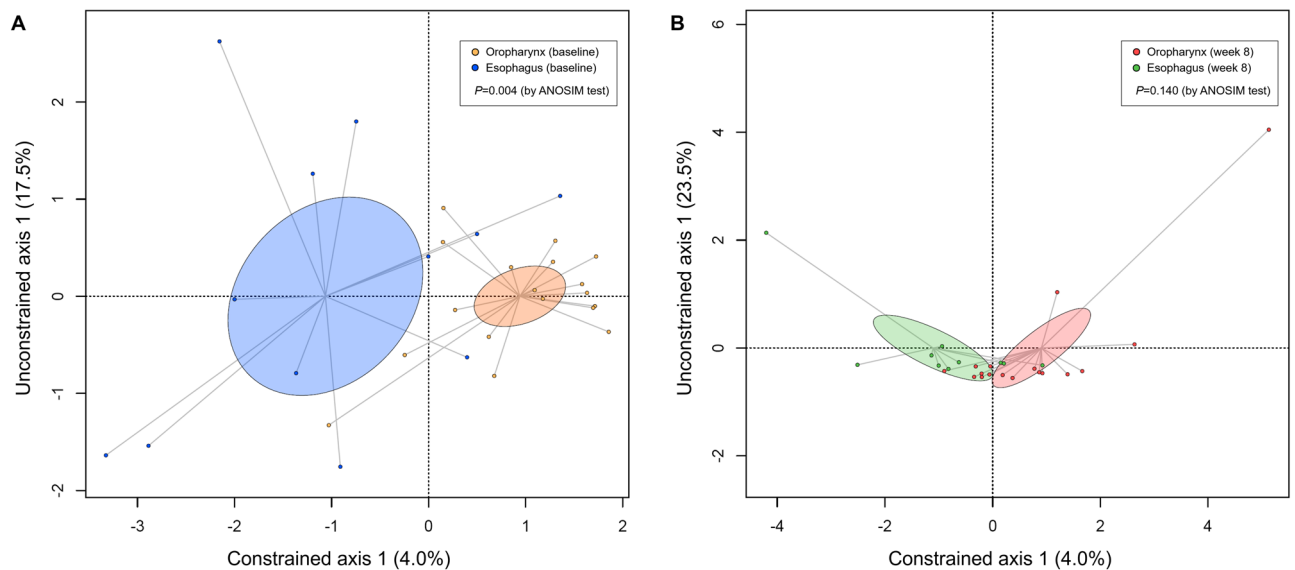 A
Oropharynx (baseline)
Esophagus (baseline)
P=0.004 (by ANOSIM test)
Unconstrained axis 1 (17.5%)
2
1
0
-1
-2
-3
-2
-1
0
1
2
Constrained axis 1 (4.0%)
B
Oropharynx (week 8)
Esophagus (week 8)
P=0.140 (by ANOSIM test)
Unconstrained axis 1 (23.5%)
6
4
2
0
-2
-4
-2
0
2
4
Constrained axis 1 (4.0%)